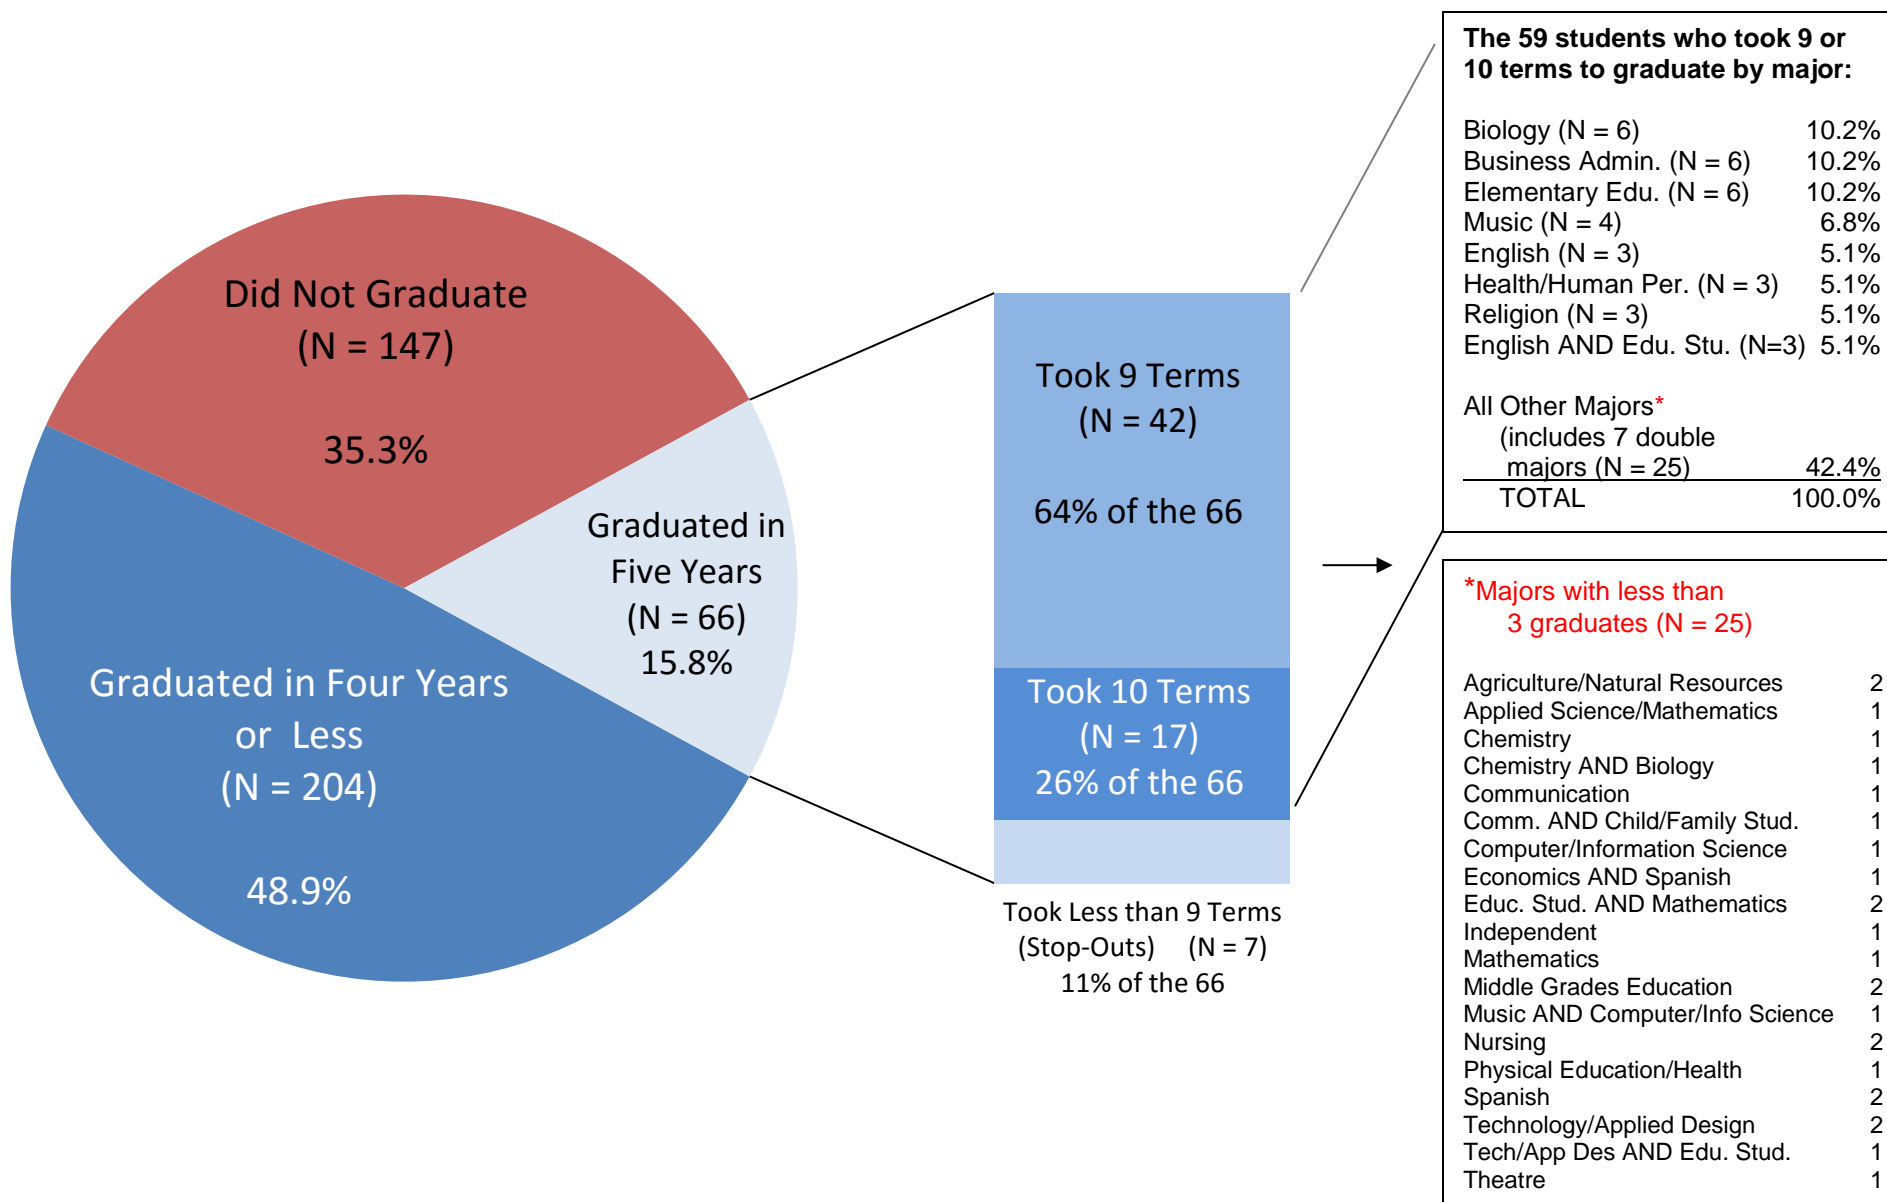 Did Not Graduate
(N = 147)
35.3%
Graduated in
Five Years
(N = 66)
15.8%
Graduated in Four Years
or Less
(N = 204)
48.9%
Took 9 Terms
(N = 42)
64% of the 66
Took 10 Terms
(N = 17)
26% of the 66
Took Less than 9 Terms
(Stop-Outs) (N = 7)
11% of the 66
The 59 students who took 9 or
10 terms to graduate by major:
Biology (N = 6) 10.2%
Business Admin. (N = 6) 10.2%
Elementary Edu. (N = 6) 10.2%
Music (N = 4) 6.8%
English (N = 3) 5.1%
Health/Human Per. (N = 3) 5.1%
Religion (N = 3) 5.1%
English AND Edu. Stu. (N=3) 5.1%
All Other Majors*
(includes 7 double
majors (N = 25) 42.4%
TOTAL 100.0%
*Majors with less than
3 graduates (N = 25)
Agriculture/Natural Resources 2
Applied Science/Mathematics 1
Chemistry 1
Chemistry AND Biology 1
Communication 1
Comm. AND Child/Family Stud. 1
Computer/Information Science 1
Economics AND Spanish 1
Educ. Stud. AND Mathematics 2
Independent 1
Mathematics 1
Middle Grades Education 2
Music AND Computer/Info Science 1
Nursing 2
Physical Education/Health 1
Spanish 2
Technology/Applied Design 2
Tech/App Des AND Edu. Stud. 1
Theatre 1